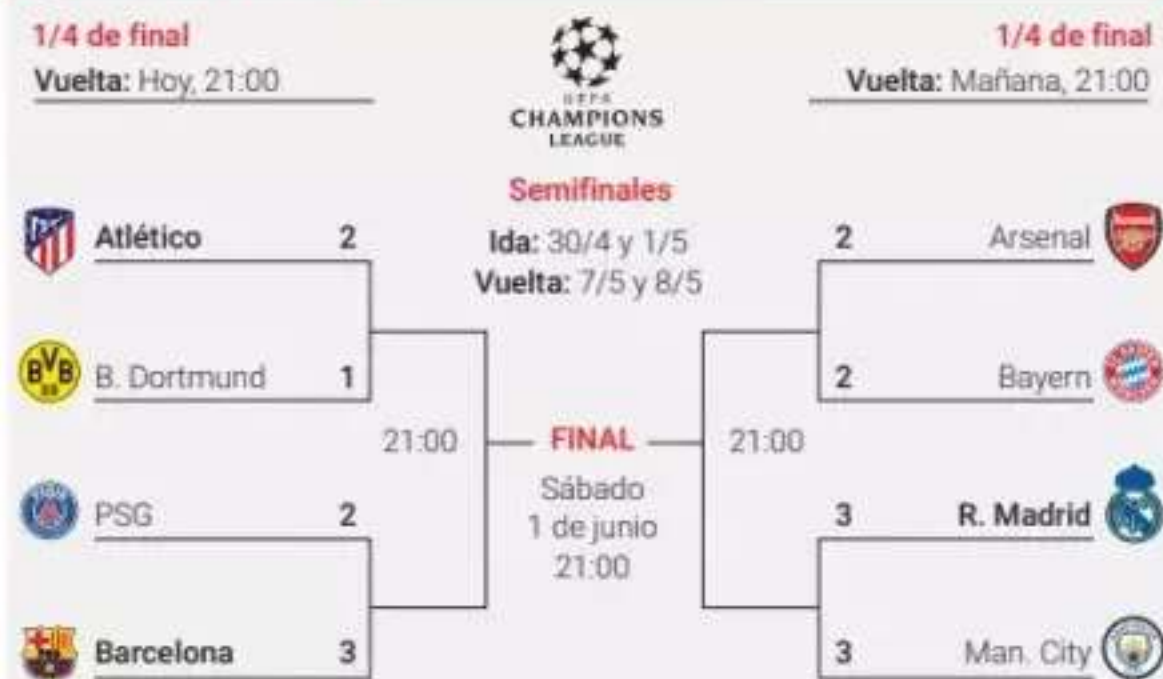 1/4 de final
Vuelta: Hoy, 21:00
UEFA
CHAMPIONS
LEAGUE
1/4 de final
Vuelta: Mañana, 21:00
Semifinales
Ida: 30/4 y 1/5
Vuelta: 7/5 y 8/5
Atlético 2
B. Dortmund 1
21:00
PSG 2
Barcelona 3
FINAL
Sábado
1 de junio
21:00
2 Arsenal
2 Bayern
21:00
3 R. Madrid
3 Man. City
BVB
09